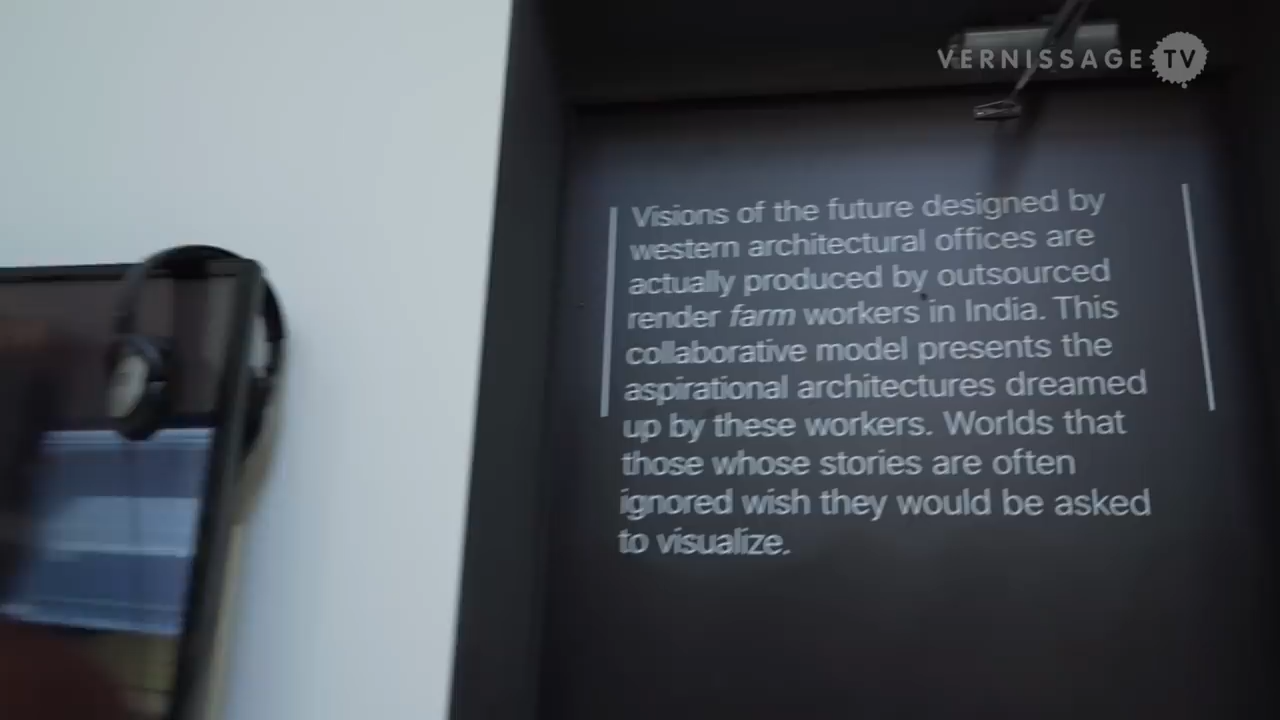 VERNISSAGE TV
Visions of the future designed by
western architectural offices are
actually produced by outsourced
render farm workers in India. This
collaborative model presents the
aspirational architectures dreamed
up by these workers. Worlds that
those whose stories are often
ignored wish they would be asked
to visualize.